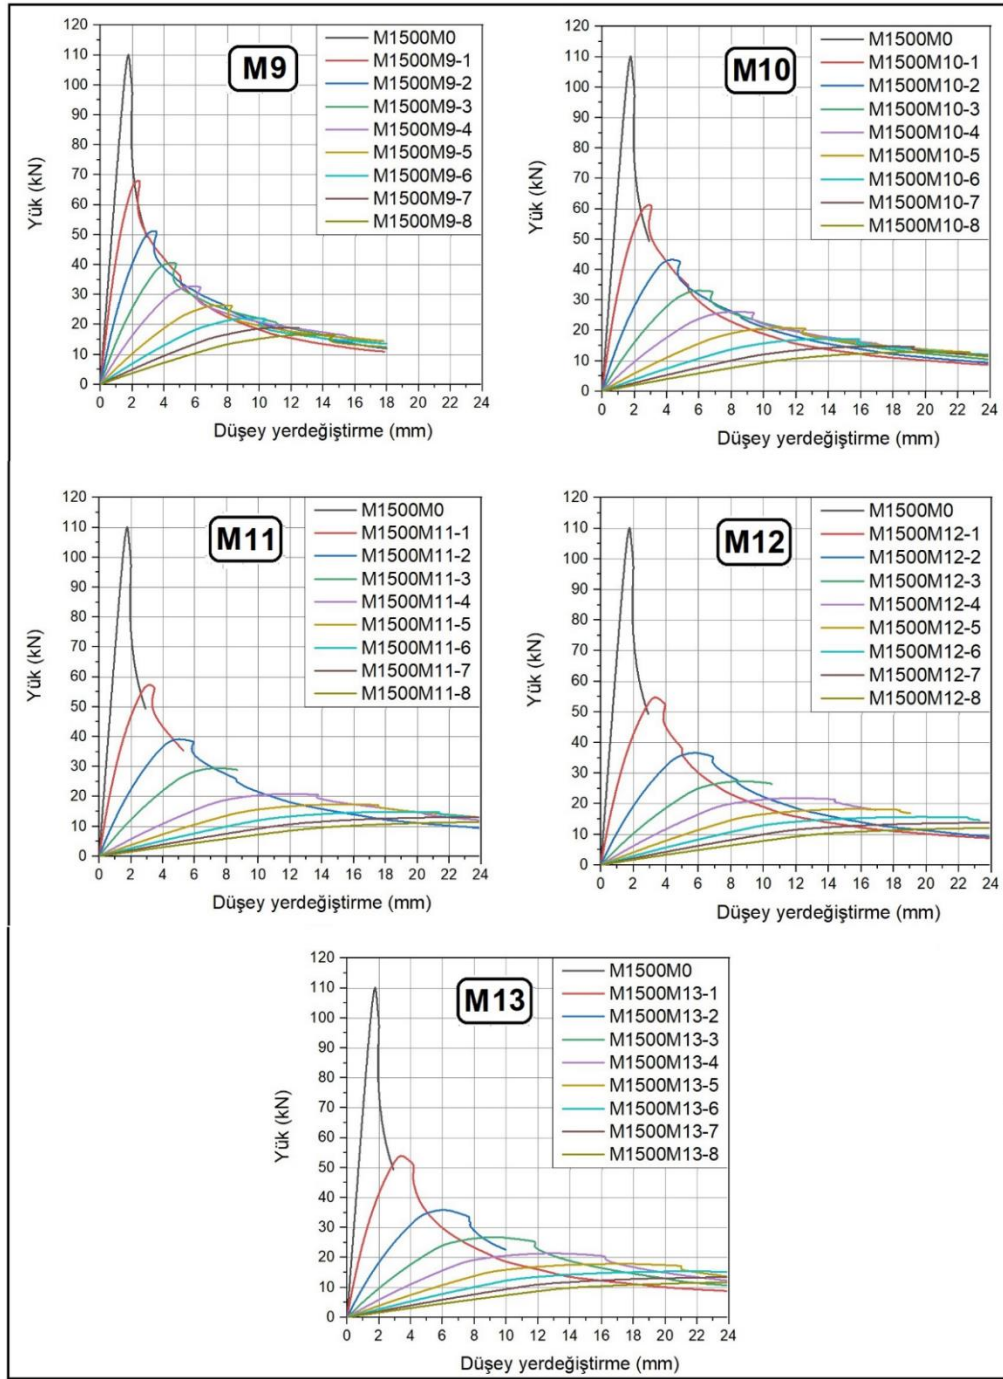 M9
M1500M0
M1500M9-1
M1500M9-2
M1500M9-3
M1500M9-4
M1500M9-5
M1500M9-6
M1500M9-7
M1500M9-8
Yük (kN)
120
110
100
90
80
70
60
50
40
30
20
10
0
0 2 4 6 8 10 12 14 16 18 20 22 24
Düşey yerdeğiştirme (mm)
M10
M1500M0
M1500M10-1
M1500M10-2
M1500M10-3
M1500M10-4
M1500M10-5
M1500M10-6
M1500M10-7
M1500M10-8
Yük (kN)
120
110
100
90
80
70
60
50
40
30
20
10
0
0 2 4 6 8 10 12 14 16 18 20 22 24
Düşey yerdeğiştirme (mm)
M11
M1500M0
M1500M11-1
M1500M11-2
M1500M11-3
M1500M11-4
M1500M11-5
M1500M11-6
M1500M11-7
M1500M11-8
Yük (kN)
120
110
100
90
80
70
60
50
40
30
20
10
0
0 2 4 6 8 10 12 14 16 18 20 22 24
Düşey yerdeğiştirme (mm)
M12
M1500M0
M1500M12-1
M1500M12-2
M1500M12-3
M1500M12-4
M1500M12-5
M1500M12-6
M1500M12-7
M1500M12-8
Yük (kN)
120
110
100
90
80
70
60
50
40
30
20
10
0
0 2 4 6 8 10 12 14 16 18 20 22 24
Düşey yerdeğiştirme (mm)
M13
M1500M0
M1500M13-1
M1500M13-2
M1500M13-3
M1500M13-4
M1500M13-5
M1500M13-6
M1500M13-7
M1500M13-8
Yük (kN)
120
110
100
90
80
70
60
50
40
30
20
10
0
0 2 4 6 8 10 12 14 16 18 20 22 24
Düşey yerdeğiştirme (mm)